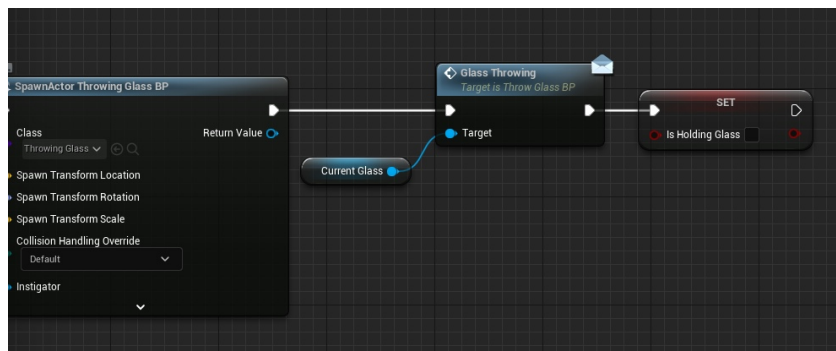 SpawnActor Throwing Glass BP
Class
Return Value
Throwing Glass
Spawn Transform Location
Spawn Transform Rotation
Spawn Transform Scale
Collision Handling Override
Default
Instigator
Current Glass
Glass Throwing
Target is Throw Glass BP
Target
SET
Is Holding Glass